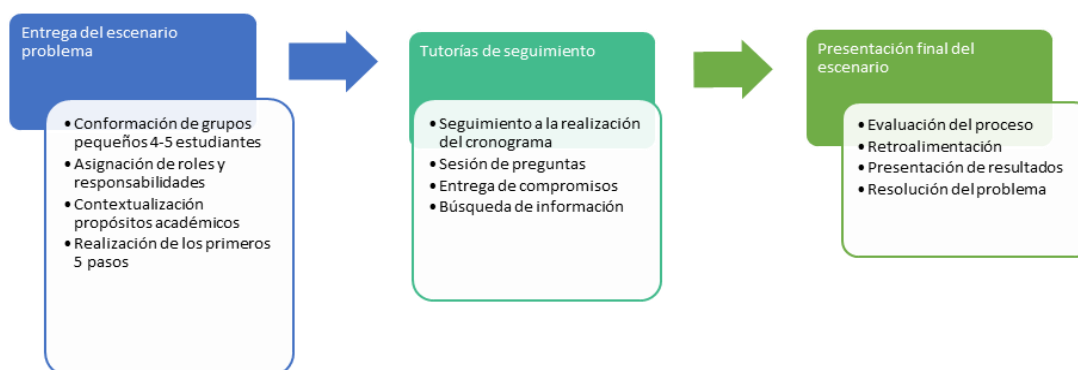 Entrega del escenario
problema
• Conformación de grupos
pequeños 4-5 estudiantes
• Asignación de roles y
responsabilidades
• Contextualización
propósitos académicos
• Realización de los primeros
5 pasos
Tutorías de seguimiento
• Seguimiento a la realización
del cronograma
• Sesión de preguntas
• Entrega de compromisos
• Búsqueda de información
Presentación final del
escenario
• Evaluación del proceso
• Retroalimentación
• Presentación de resultados
• Resolución del problema